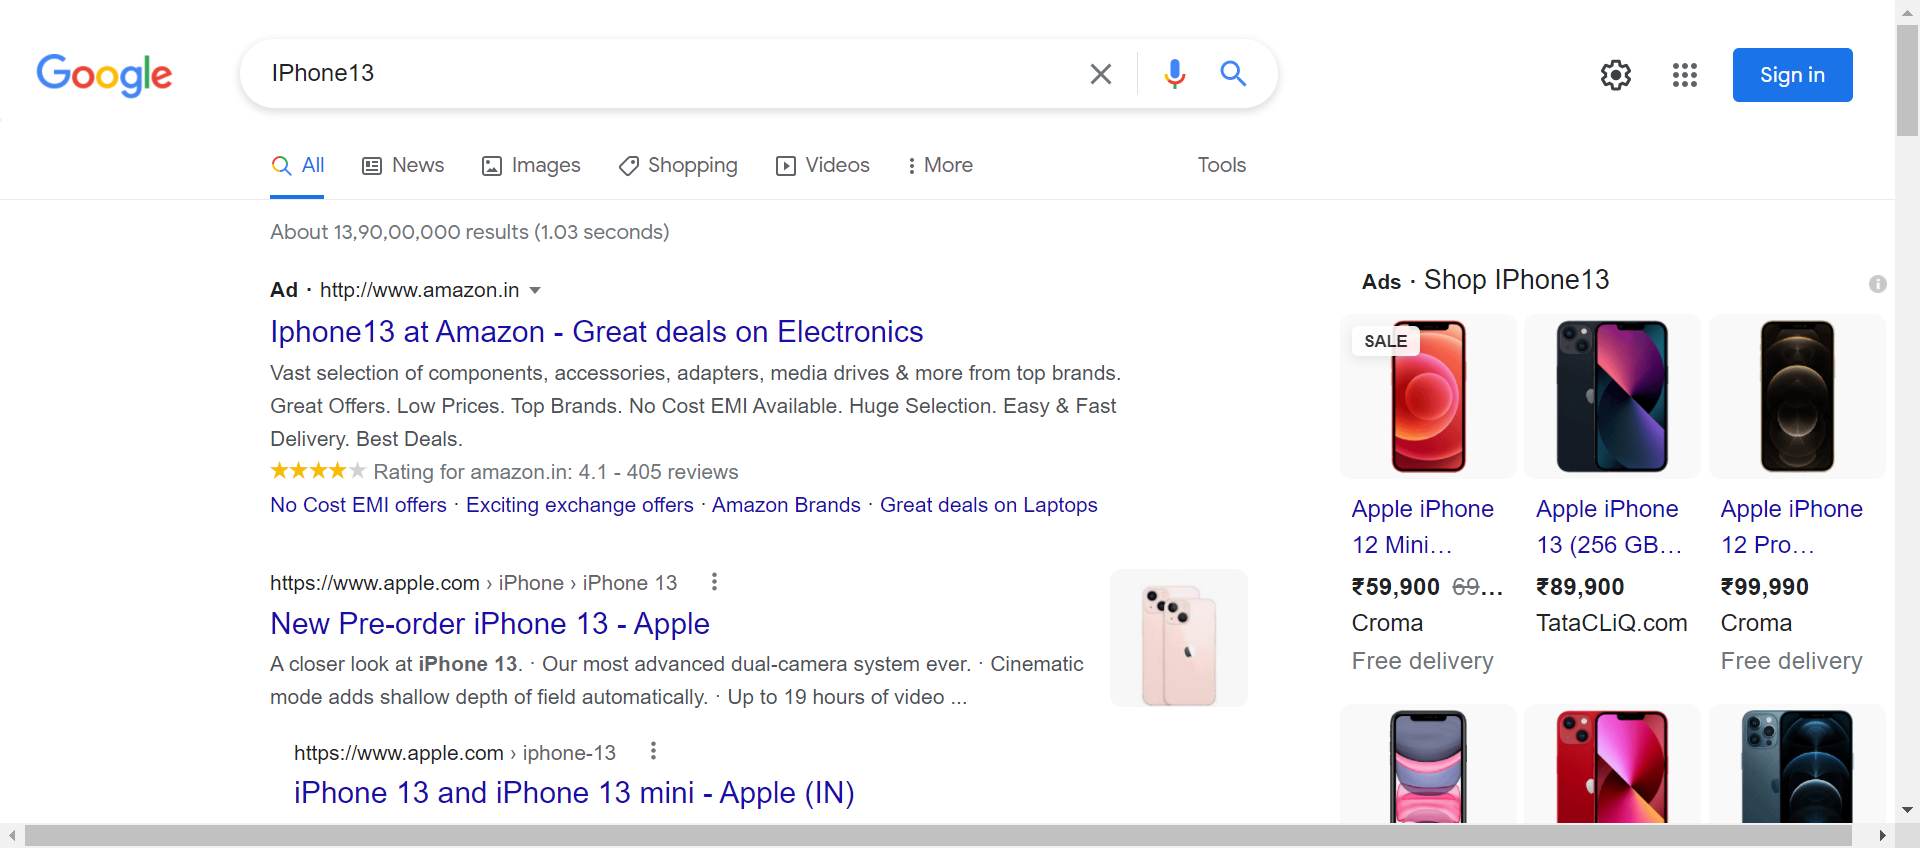 Google
IPhone13
Sign in
All
News
Images
Shopping
Videos
More
Tools
About 13,90,00,000 results (1.03 seconds)
Ad · http://www.amazon.in
Iphone13 at Amazon - Great deals on Electronics
Vast selection of components, accessories, adapters, media drives & more from top brands.
Great Offers. Low Prices. Top Brands. No Cost EMI Available. Huge Selection. Easy & Fast
Delivery. Best Deals.
Rating for amazon.in: 4.1 - 405 reviews
No Cost EMI offers · Exciting exchange offers · Amazon Brands · Great deals on Laptops
https://www.apple.com › iPhone › iPhone 13
New Pre-order iPhone 13 - Apple
A closer look at iPhone 13. · Our most advanced dual-camera system ever. · Cinematic
mode adds shallow depth of field automatically. · Up to 19 hours of video ...
https://www.apple.com › iphone-13
iPhone 13 and iPhone 13 mini - Apple (IN)
Ads · Shop IPhone13
SALE
Apple iPhone
12 Mini...
₹59,900 69...
Croma
Free delivery
Apple iPhone
13 (256 GB...
₹89,900
TataCLiQ.com
Apple iPhone
12 Pro...
₹99,990
Croma
Free delivery